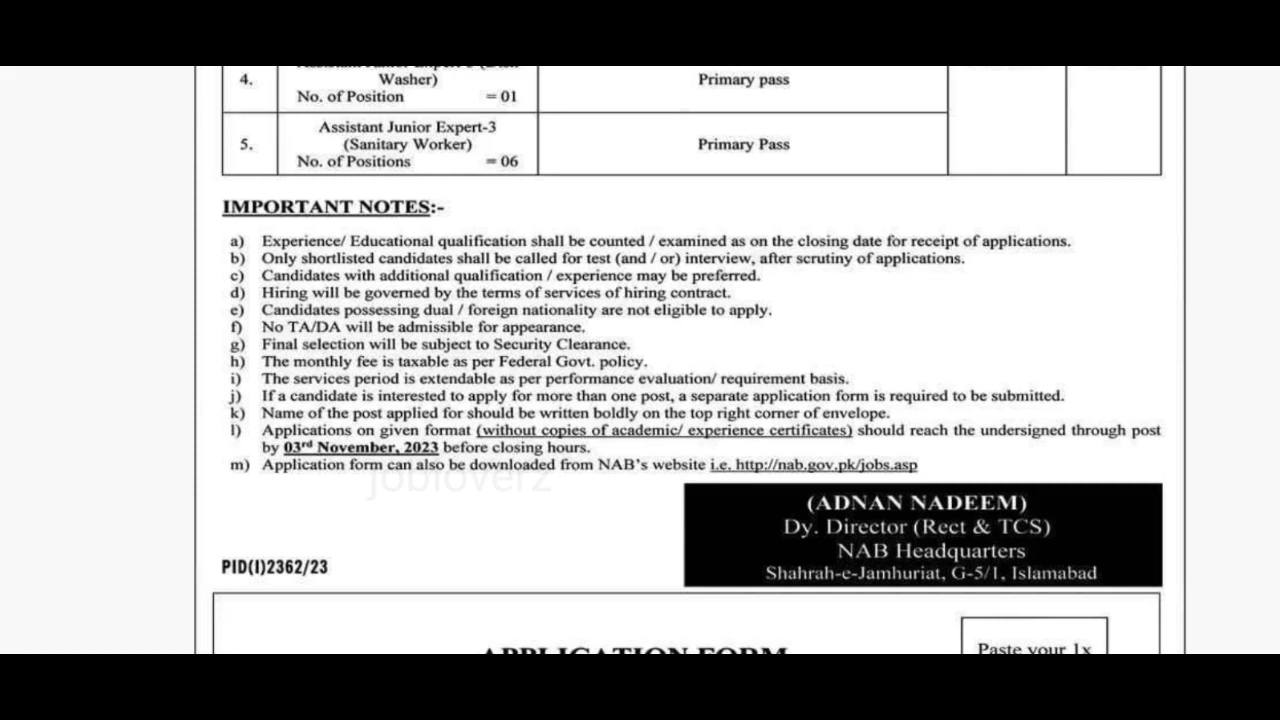 4.
Washer)
No. of Position = 01
Primary pass
5.
Assistant Junior Expert-3
(Sanitary Worker)
No. of Positions = 06
Primary Pass
IMPORTANT NOTES:-
a) Experience/ Educational qualification shall be counted / examined as on the closing date for receipt of applications.
b) Only shortlisted candidates shall be called for test (and / or) interview, after scrutiny of applications.
c) Candidates with additional qualification / experience may be preferred.
d) Hiring will be governed by the terms of services of hiring contract.
e) Candidates possessing dual / foreign nationality are not eligible to apply.
f) No TA/DA will be admissible for appearance.
g) Final selection will be subject to Security Clearance.
h) The monthly fee is taxable as per Federal Govt. policy.
i) The services period is extendable as per performance evaluation/ requirement basis.
j) If a candidate is interested to apply for more than one post, a separate application form is required to be submitted.
k) Name of the post applied for should be written boldly on the top right corner of envelope.
l) Applications on given format (without copies of academic/ experience certificates) should reach the undersigned through post
by 03rd November, 2023 before closing hours.
m) Application form can also be downloaded from NAB's website i.e. http://nab.gov.pk/jobs.asp
jobloverz
(ADNAN NADEEM)
Dy. Director (Rect & TCS)
NAB Headquarters
Shahrah-e-Jamhuriat, G-5/1, Islamabad
PID(I)2362/23
APPLICATION FORM
Paste your 1x